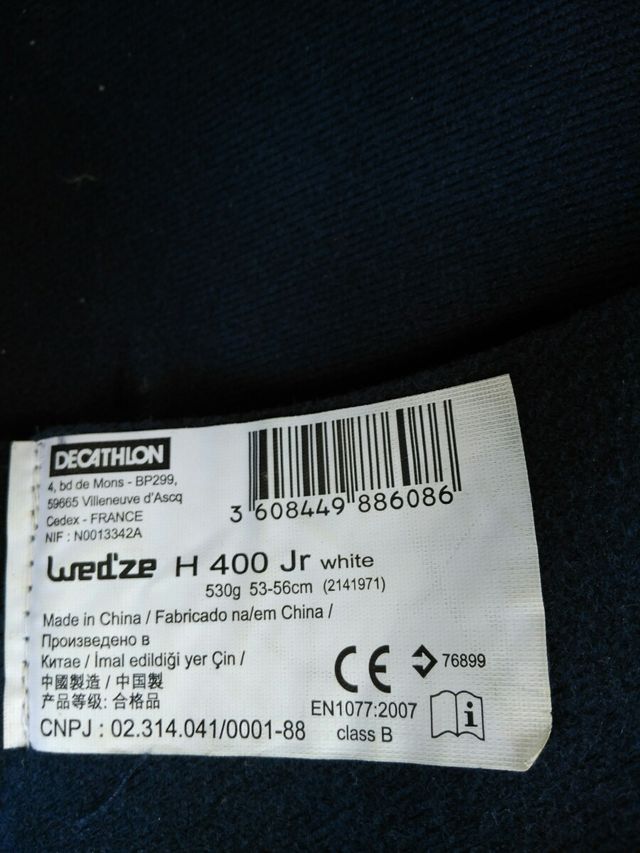 DECATHLON
4, bd de Mons - BP299,
59665 Villeneuve d'Ascq
Cedex - FRANCE
NIF : N0013342A
3 608449 886086
Wed'ze H 400 Jr white
530g 53-56cm (2141971)
Made in China / Fabricado na/em China /
Произведено в
Китае / İmal edildiği yer Çin /
中國製造 / 中国製
产品等级: 合格品
CNPJ : 02.314.041/0001-88
CE 76899
EN1077:2007
class B
i